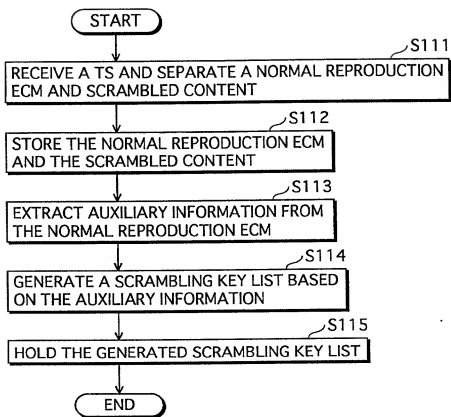 START
S111
RECEIVE A TS AND SEPARATE A NORMAL REPRODUCTION
ECM AND SCRAMBLED CONTENT
S112
STORE THE NORMAL REPRODUCTION ECM
AND THE SCRAMBLED CONTENT
S113
EXTRACT AUXILIARY INFORMATION FROM
THE NORMAL REPRODUCTION ECM
S114
GENERATE A SCRAMBLING KEY LIST BASED
ON THE AUXILIARY INFORMATION
S115
HOLD THE GENERATED SCRAMBLING KEY LIST
END